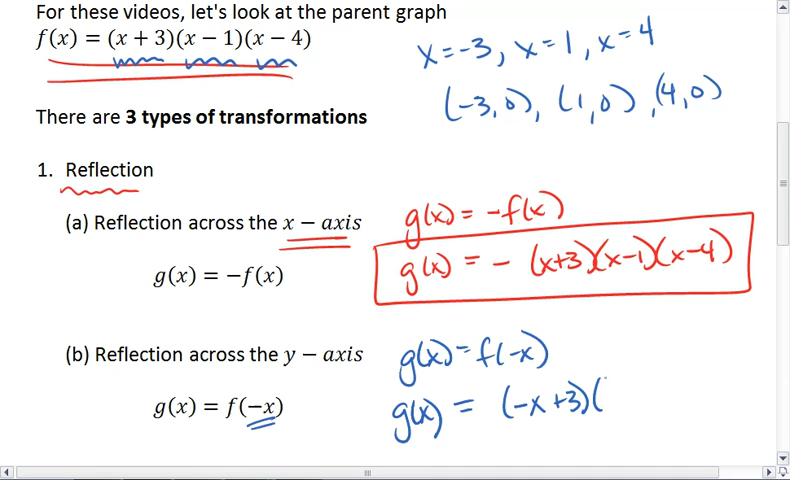 For these videos, let's look at the parent graph
f(x) = (x + 3)(x − 1)(x − 4)
x = -3, x = 1, x = 4
(-3,0), (1,0), (4,0)
There are 3 types of transformations
1. Reflection
(a) Reflection across the x − axis
g(x) = -f(x)
g(x) = −f(x)
g(x) = - (x+3)(x-1)(x-4)
(b) Reflection across the y − axis
g(x) = f(-x)
g(x) = f(−x)
g(x) = (-x+3)(